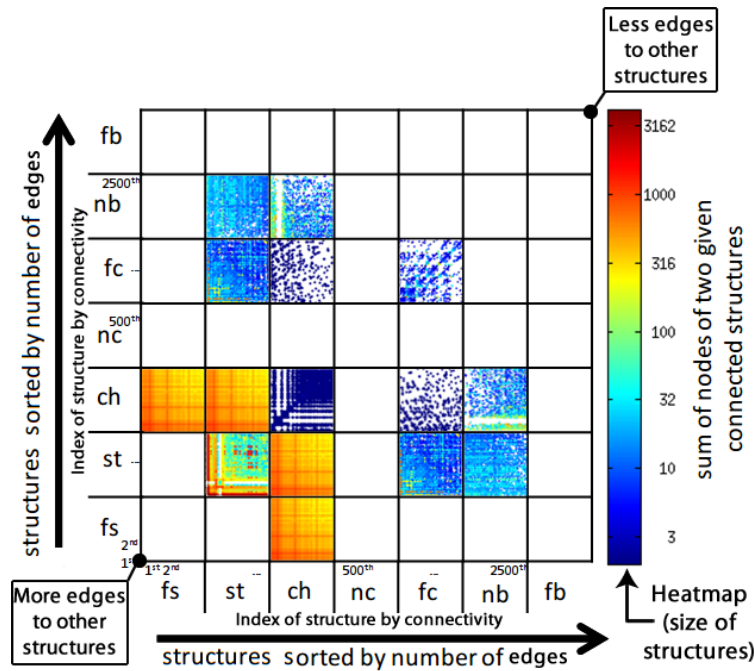 Less edges
to other
structures
fb
2500th
nb
fc
...
500th
nc
ch
st
...
fs
2nd
1st
structures sorted by number of edges
Index of structure by connectivity
3162
1000
316
100
32
10
3
sum of nodes of two given
connected structures
1st 2nd
...
500th
...
2500th
fs st ch nc fc nb fb
Index of structure by connectivity
structures sorted by number of edges
More edges
to other
structures
Heatmap
(size of
structures)